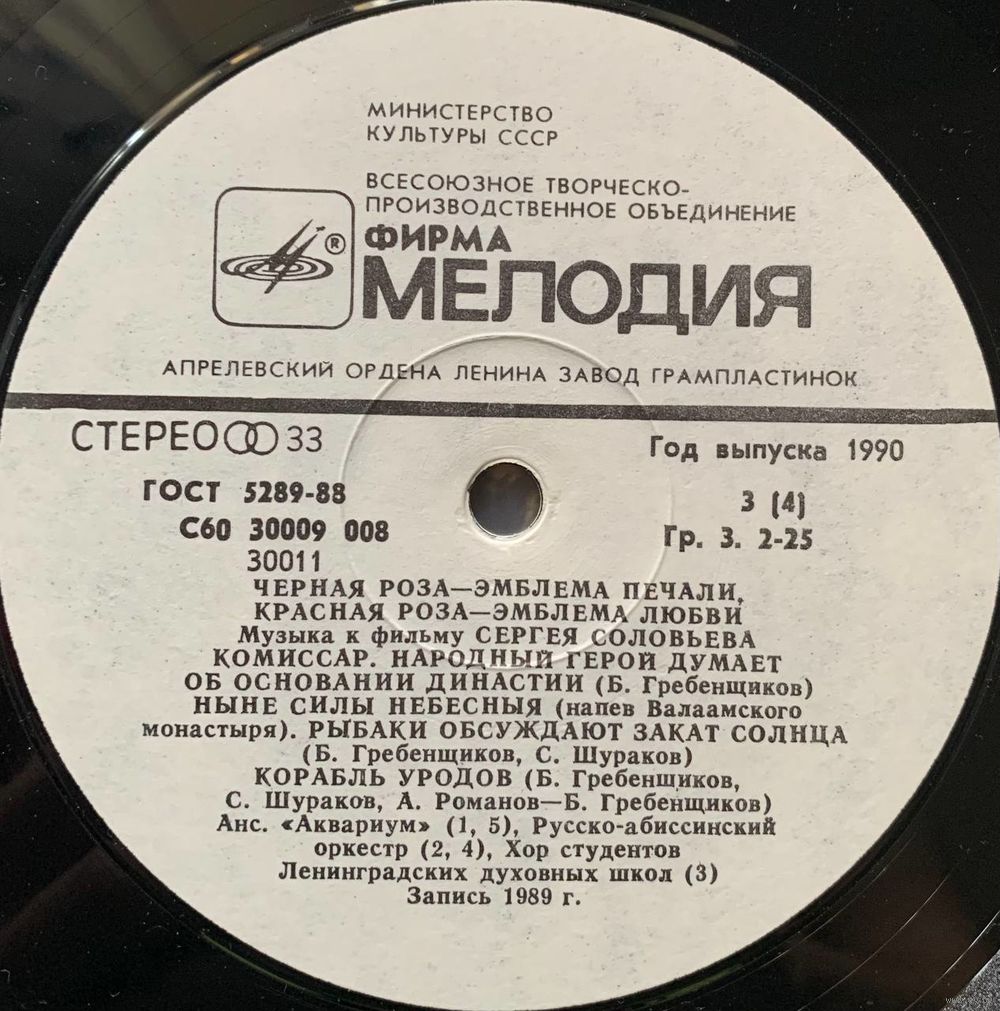 МИНИСТЕРСТВО
КУЛЬТУРЫ СССР
ВСЕСОЮЗНОЕ ТВОРЧЕСКО-
ПРОИЗВОДСТВЕННОЕ ОБЪЕДИНЕНИЕ
ФИРМА
®
МЕЛОДИЯ
АПРЕЛЕВСКИЙ ОРДЕНА ЛЕНИНА ЗАВОД ГРАМПЛАСТИНОК
СТЕРЕО 33
Год выпуска 1990
ГОСТ 5289-88
3 (4)
С60 30009 008
Гр. 3. 2-25
30011
ЧЕРНАЯ РОЗА—ЭМБЛЕМА ПЕЧАЛИ,
КРАСНАЯ РОЗА—ЭМБЛЕМА ЛЮБВИ
Музыка к фильму СЕРГЕЯ СОЛОВЬЕВА
КОМИССАР. НАРОДНЫЙ ГЕРОЙ ДУМАЕТ
ОБ ОСНОВАНИИ ДИНАСТИИ (Б. Гребенщиков)
НЫНЕ СИЛЫ НЕБЕСНЫЯ (напев Валаамского
монастыря). РЫБАКИ ОБСУЖДАЮТ ЗАКАТ СОЛНЦА
(Б. Гребенщиков, С. Шураков)
КОРАБЛЬ УРОДОВ (Б. Гребенщиков,
С. Шураков, А. Романов—Б. Гребенщиков)
Анс. «Аквариум» (1, 5), Русско-абиссинский
оркестр (2, 4), Хор студентов
Ленинградских духовных школ (3)
Запись 1989 г.